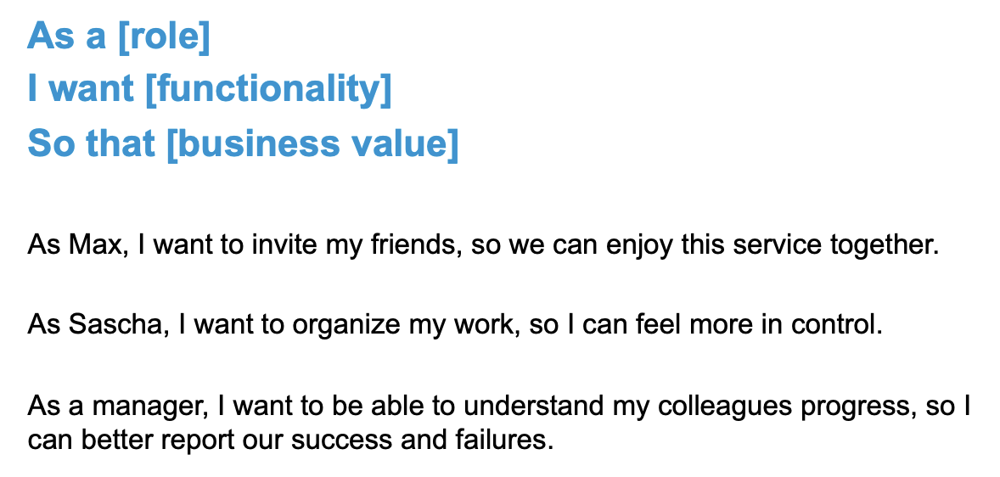 As a [role]
I want [functionality]
So that [business value]
As Max, I want to invite my friends, so we can enjoy this service together.
As Sascha, I want to organize my work, so I can feel more in control.
As a manager, I want to be able to understand my colleagues progress, so I
can better report our success and failures.